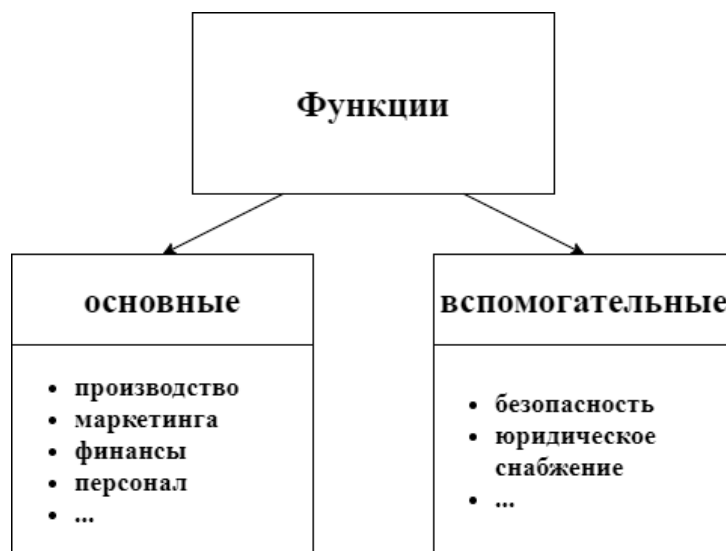 Функции
основные
• производство
• маркетинга
• финансы
• персонал
• ...
вспомогательные
• безопасность
• юридическое
снабжение
• ...